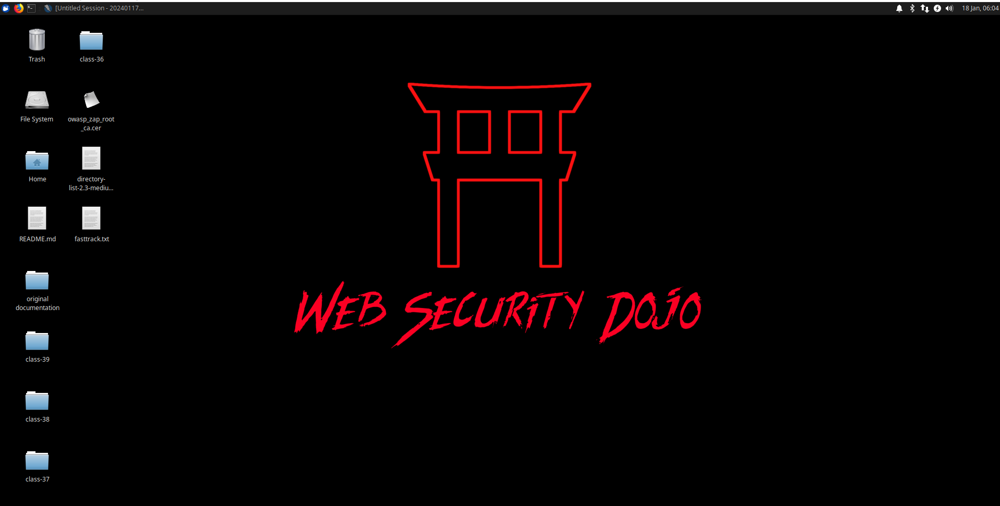 [Untitled Session - 20240117...
18 Jan, 06:04
Trash
class-36
File System
owasp_zap_root
_ca.cer
Home
directory-
list-2.3-mediu...
README.md
fasttrack.txt
original
documentation
class-39
class-38
class-37
WEB SECURITY DOJO